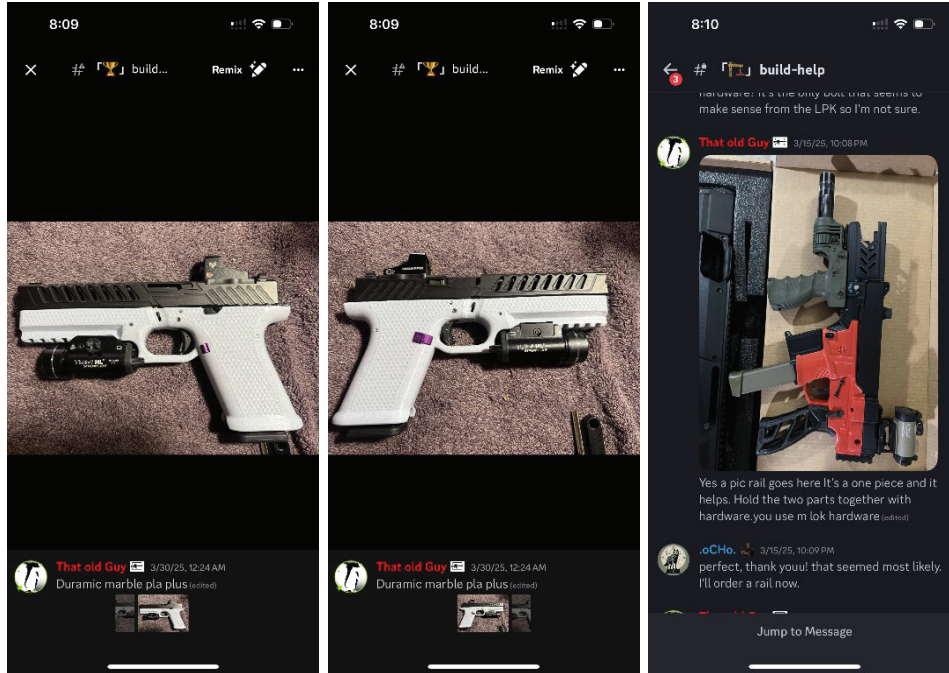 8:09
# 「🏆」 build...
Remix
...
That old Guy 3/30/25, 12:24 AM
Duramic marble pla plus (edited)
8:09
# 「🏆」 build...
Remix
...
That old Guy 3/30/25, 12:24 AM
Duramic marble pla plus (edited)
8:10
3
# 「🏗️」 build-help
hardware? It's the only bolt that seems to
make sense from the LPK so I'm not sure.
That old Guy 3/15/25, 10:08 PM
Yes a pic rail goes here It's a one piece and it
helps. Hold the two parts together with
hardware.you use m lok hardware (edited)
.oCHo. 3/15/25, 10:09 PM
perfect, thank youu! that seemed most likely.
I'll order a rail now.
That old Guy
Jump to Message